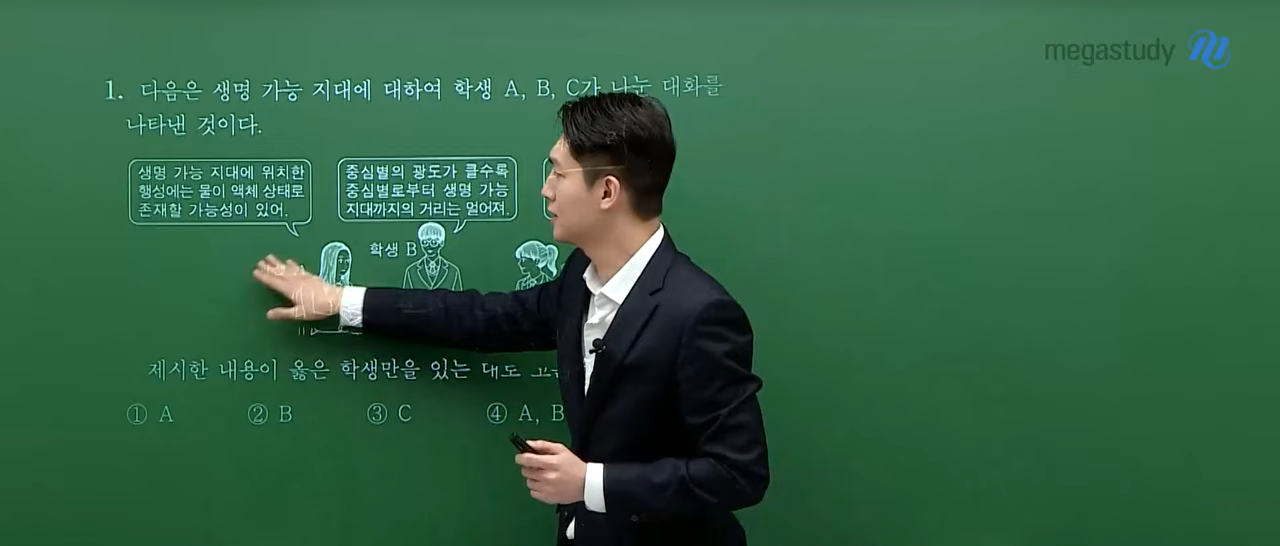 megastudy
1. 다음은 생명 가능 지대에 대하여 학생 A, B, C가 나눈 대화를
나타낸 것이다.
생명 가능 지대에 위치한
행성에는 물이 액체 상태로
존재할 가능성이 있어.
중심별의 광도가 클수록
중심별로부터 생명 가능
지대까지의 거리는 멀어져.
학생 B
제시한 내용이 옳은 학생만을 있는 대로
① A ② B ③ C ④ A, B